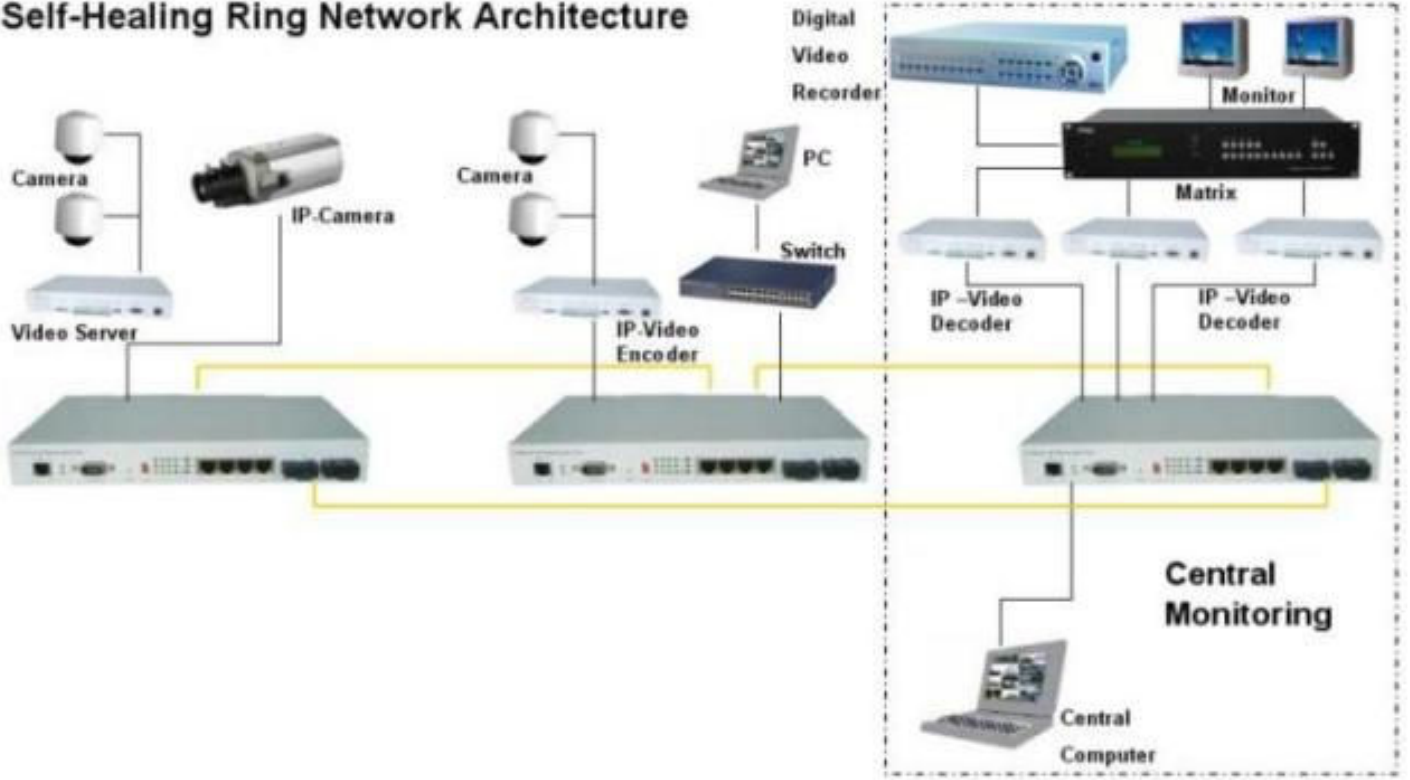 Self-Healing Ring Network Architecture
Digital
Video
Recorder
Monitor
Camera
IP-Camera
Camera
PC
Matrix
Switch
Video Server
IP-Video
Encoder
IP –Video
Decoder
IP –Video
Decoder
Central
Monitoring
Central
Computer